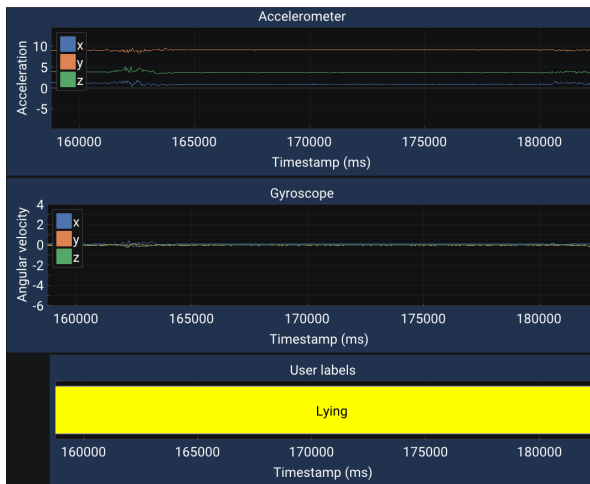 Accelerometer
Acceleration
10
5
0
-5
x
y
z
160000 165000 170000 175000 180000
Timestamp (ms)
Gyroscope
Angular velocity
4
2
0
-2
-4
-6
x
y
z
160000 165000 170000 175000 180000
Timestamp (ms)
User labels
Lying
160000 165000 170000 175000 180000
Timestamp (ms)